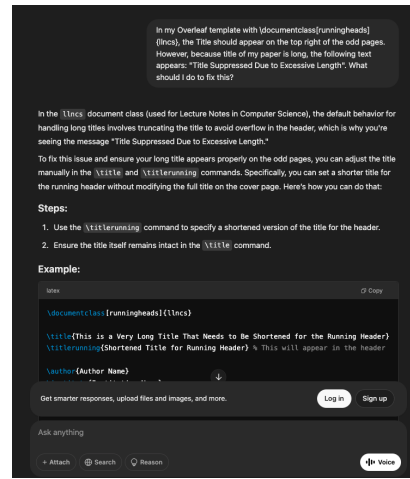 In my Overleaf template with \documentclass[runningheads]
{llncs}, the Title should appear on the top right of the odd pages.
However, because title of my paper is long, the following text
appears: "Title Suppressed Due to Excessive Length". What
should I do to fix this?
In the llncs document class (used for Lecture Notes in Computer Science), the default behavior for
handling long titles involves truncating the title to avoid overflow in the header, which is why you're
seeing the message "Title Suppressed Due to Excessive Length."
To fix this issue and ensure your long title appears properly on the odd pages, you can adjust the title
manually in the \title and \titlerunning commands. Specifically, you can set a shorter title for
the running header without modifying the full title on the cover page. Here's how you can do that:
Steps:
1. Use the \titlerunning command to specify a shortened version of the title for the header.
2. Ensure the title itself remains intact in the \title command.
Example:
latex Copy
\documentclass[runningheads]{llncs}
\title{This is a Very Long Title That Needs to Be Shortened for the Running Header}
\titlerunning{Shortened Title for Running Header} % This will appear in the header
\author{Author Name}
Get smarter responses, upload files and images, and more. Log in Sign up
Ask anything
+ Attach Search Reason Voice